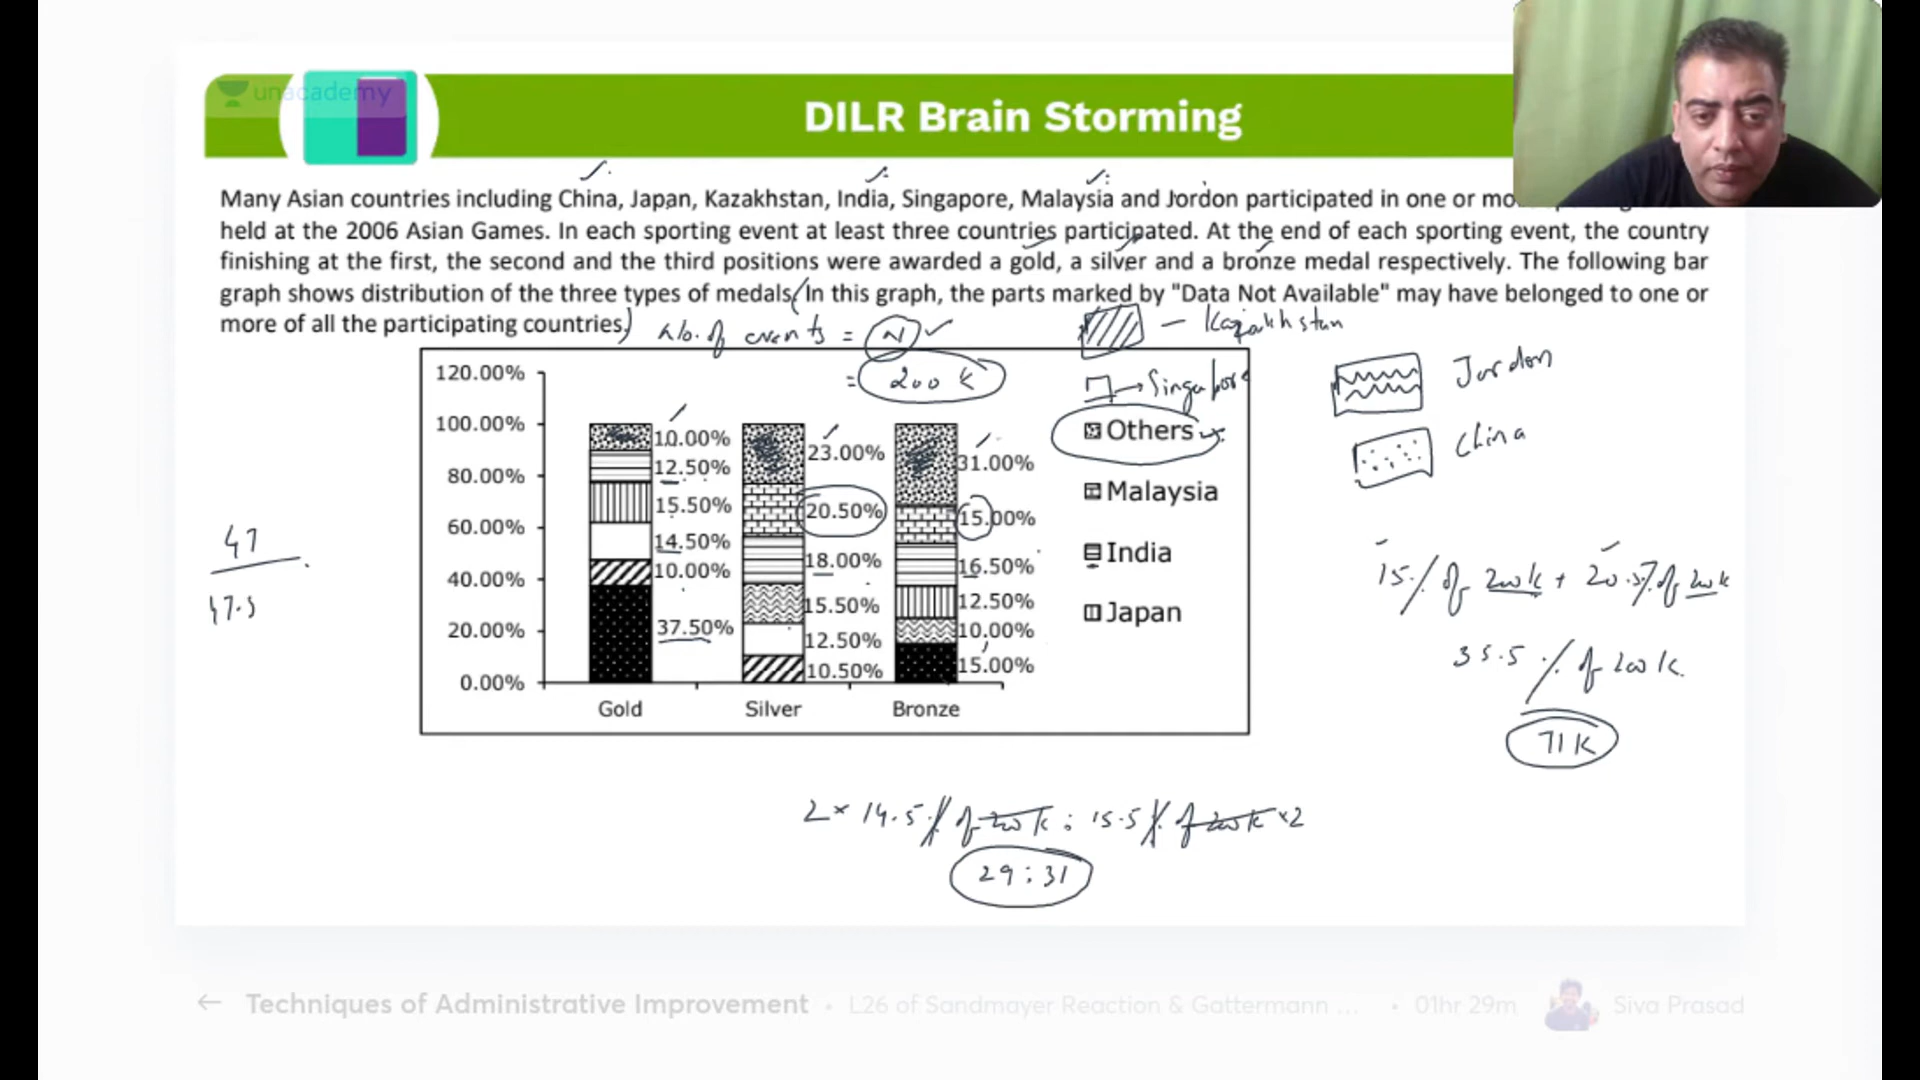 unacademy
DILR Brain Storming
Many Asian countries including China, Japan, Kazakhstan, India, Singapore, Malaysia and Jordon participated in one or
held at the 2006 Asian Games. In each sporting event at least three countries participated. At the end of each sporting event, the country
finishing at the first, the second and the third positions were awarded a gold, a silver and a bronze medal respectively. The following bar
graph shows distribution of the three types of medals. In this graph, the parts marked by "Data Not Available" may have belonged to one or
more of all the participating countries.
No. of events = N
= 200 k
- Kazakhstan
Singapore
Jordon
China
120.00%
100.00%
80.00%
60.00%
40.00%
20.00%
0.00%
10.00%
12.50%
15.50%
14.50%
10.00%
37.50%
23.00%
20.50%
18.00%
15.50%
12.50%
10.50%
31.00%
15.00%
16.50%
12.50%
10.00%
15.00%
Gold Silver Bronze
Others
Malaysia
India
Japan
47
47.5
15% of 200k + 20.5% of 200k
35.5 % of 200k.
71K
2 × 14.5% of 200k : 15.5% of 200k ×2
29 : 31
← Techniques of Administrative Improvement • L26 of Sandmayer Reaction & Gattermann ... • 01hr 29m Siva Prasad